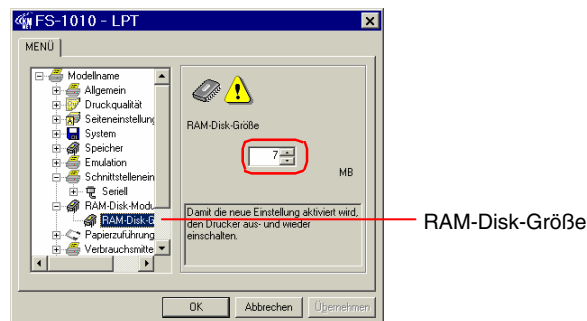 FS-1010 - LPT
MENÜ
Modellname
Allgemein
Druckqualität
Seiteneinstellung
System
Speicher
Emulation
Schnittstellenein
Seriell
RAM-Disk-Modu
RAM-Disk-G
Papierzuführung
Verbrauchsmitte
RAM-Disk-Größe
7
MB
Damit die neue Einstellung aktiviert wird,
den Drucker aus- und wieder
einschalten.
RAM-Disk-Größe
OK Abbrechen Übernehmen